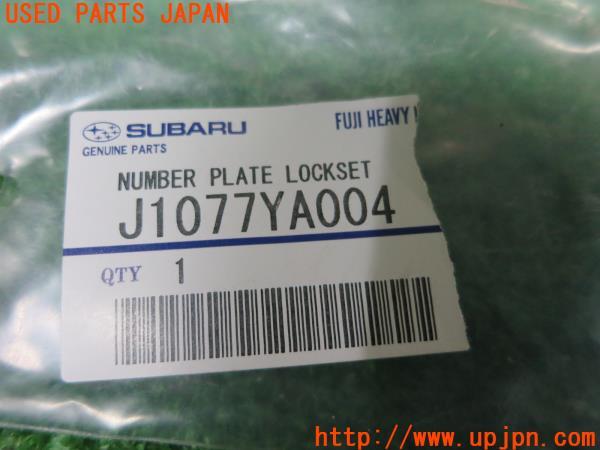 USED PARTS JAPAN
SUBARU
GENUINE PARTS
FUJI HEAVY
NUMBER PLATE LOCKSET
J1077YA004
QTY 1
http://www.upjpn.com